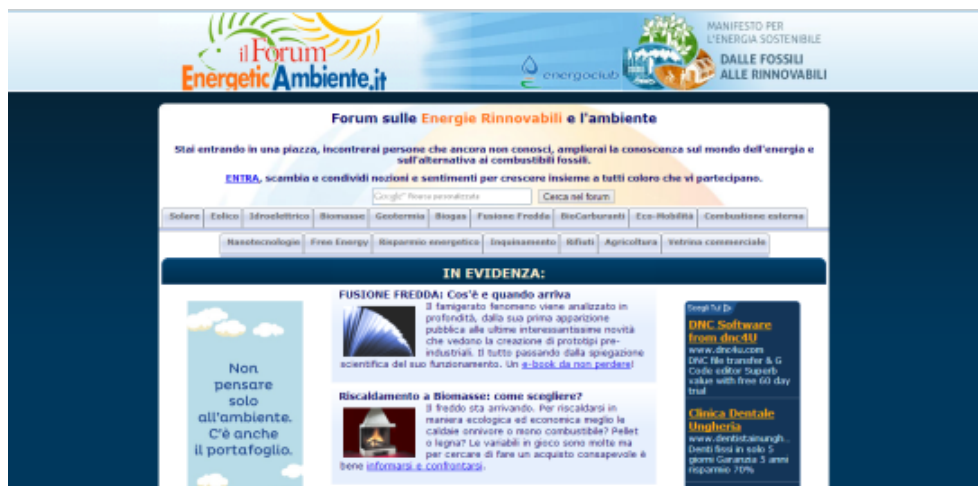 il Forum
EnergeticAmbiente.it
energoclub
MANIFESTO PER
L'ENERGIA SOSTENIBILE
DALLE FOSSILI
ALLE RINNOVABILI
Forum sulle Energie Rinnovabili e l'ambiente
Stai entrando in una piazza, incontrerai persone che ancora non conosci, amplierai la conoscenza sul mondo dell'energia e
sull'alternativa ai combustibili fossili.
ENTRA, scambia e condividi nozioni e sentimenti per crescere insieme a tutti coloro che vi partecipano.
Google™ Ricerca personalizzata Cerca nel forum
Solare Eolico Idroelettrico Biomasse Geotermia Biogas Fusione Fredda BioCarburanti Eco-Mobilità Combustione esterna
Nanotecnologie Free Energy Risparmio energetico Inquinamento Rifiuti Agricoltura Vetrina commerciale
IN EVIDENZA:
Non
pensare
solo
all'ambiente.
C'è anche
il portafoglio.
FUSIONE FREDDA: Cos'è e quando arriva
Il famigerato fenomeno viene analizzato in
profondità, dalla sua prima apparizione
pubblica alle ultime interessantissime novità
che vedono la creazione di prototipi pre-
industriali. Il tutto passando dalla spiegazione
scientifica del suo funzionamento. Un e-book da non perdere!
Riscaldamento a Biomasse: come scegliere?
Il freddo sta arrivando. Per riscaldarsi in
maniera ecologica ed economica meglio le
caldaie onnivore o mono combustibile? Pellet
o legna? Le variabili in gioco sono molte ma
per cercare di fare un acquisto consapevole è
bene informarsi e confrontarsi.
Scegli Tu!
DNC Software
from dnc4U
www.dnc4u.com
DNC file transfer & G
Code editor Superb
value with free 60 day
trial
Clinica Dentale
Ungheria
www.dentistaungh..
Denti fissi in solo 5
giorni Garanzia 5 anni
risparmio 70%